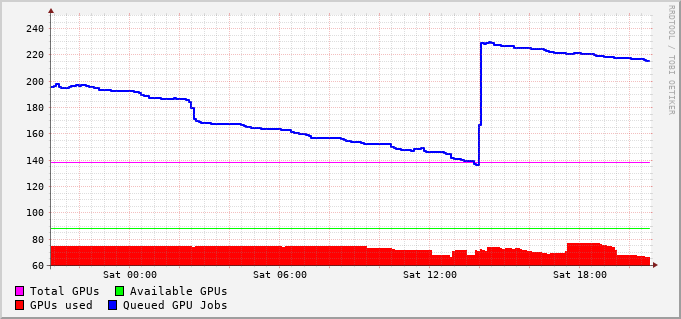 240
220
200
180
160
140
120
100
80
60
Sat 00:00 Sat 06:00 Sat 12:00 Sat 18:00
Total GPUs Available GPUs
GPUs used Queued GPU Jobs
RRDTOOL / TOBI OETIKER